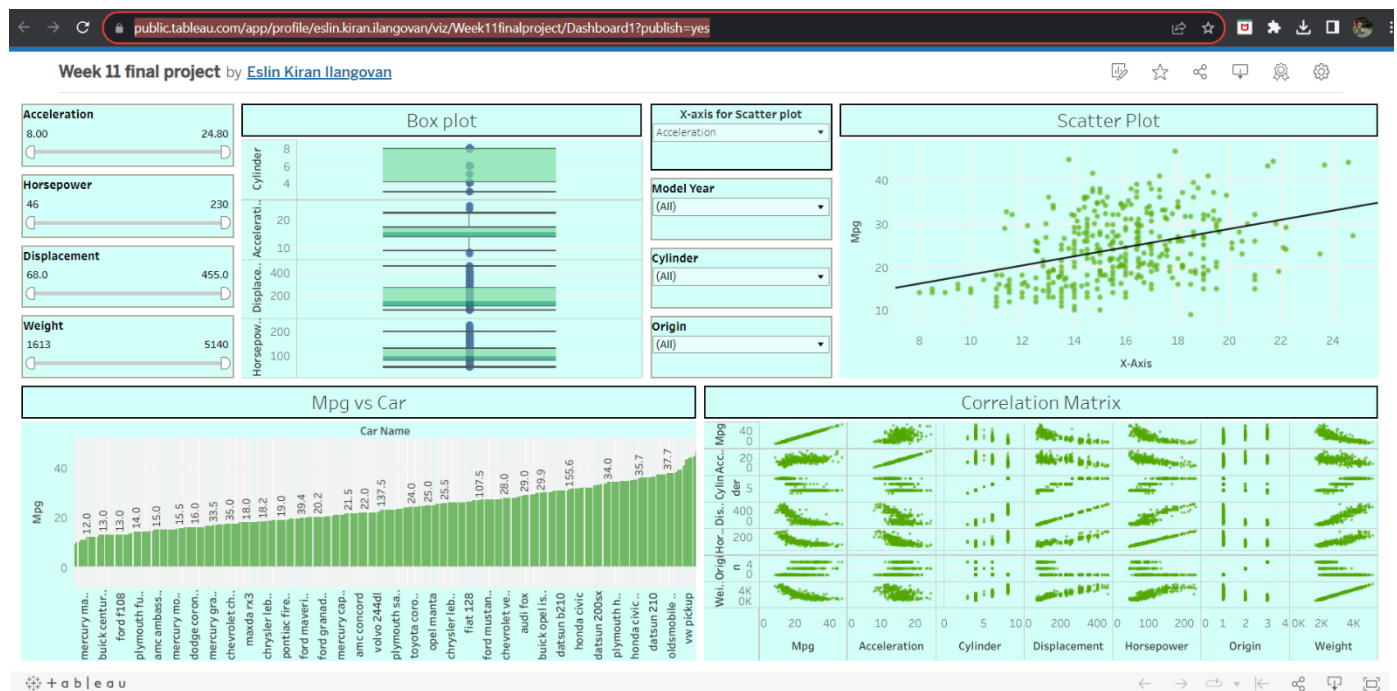 public.tableau.com/app/profile/eslin.kiran.ilangovan/viz/Week11finalproject/Dashboard1?publish=yes
Week 11 final project by Eslin Kiran Ilangovan
Acceleration
8.00 24.80
Horsepower
46 230
Displacement
68.0 455.0
Weight
1613 5140
Box plot
Cylinder
8
6
4
Accelerati..
20
10
Displace..
400
200
Horsepow..
200
100
X-axis for Scatter plot
Acceleration
Model Year
(All)
Cylinder
(All)
Origin
(All)
Scatter Plot
Mpg
40
30
20
10
8 10 12 14 16 18 20 22 24
X-Axis
Mpg vs Car
Car Name
Mpg
40
20
0
12.0 13.0 13.0 14.0 15.0 15.5 16.0 33.5 35.0 18.0 18.2 19.0 39.4 20.2 21.5 22.0 137.5 24.0 25.0 25.5 107.5 28.0 29.0 29.9 155.6 34.0 35.7 37.7
mercury ma..
buick centur..
ford f108
plymouth fu..
amc ambass..
mercury mo..
dodge coron..
mercury gra..
chevrolet ch..
maxda rx3
chrysler leb..
pontiac fire..
ford maveri..
ford granad..
mercury cap..
amc concord
volvo 244dl
plymouth sa..
toyota coro..
opel manta
chrysler leb..
fiat 128
ford mustan..
chevrolet ve..
audi fox
buick opel is..
datsun b210
honda civic
datsun 200sx
plymouth h..
honda civic ..
datsun 210
oldsmobile ..
vw pickup
Correlation Matrix
Mpg
40
0
Acc..
20
0
Cylin
der
5
Dis..
400
0
Hor..
200
Origi
n
4
0
Wei..
4K
0K
0 20 40 0 10 20 0 5 10 0 200 400 0 100 200 0 1 2 3 4 0K 2K 4K
Mpg Acceleration Cylinder Displacement Horsepower Origin Weight
+ a b | e a u